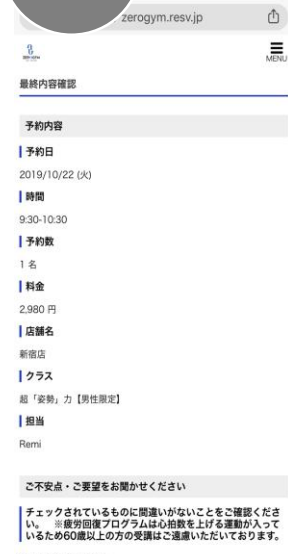 zerogym.resv.jp
MENU
最終内容確認
予約内容
予約日
2019/10/22 (火)
時間
9:30-10:30
予約数
1 名
料金
2,980 円
店舗名
新宿店
クラス
超「姿勢」力【男性限定】
担当
Remi
ご不安点・ご要望をお聞かせください
チェックされているものに間違いがないことをご確認くださ
い。 ※疲労回復プログラムは心拍数を上げる運動が入って
いるため60歳以上の方の受講はご遠慮いただいております。